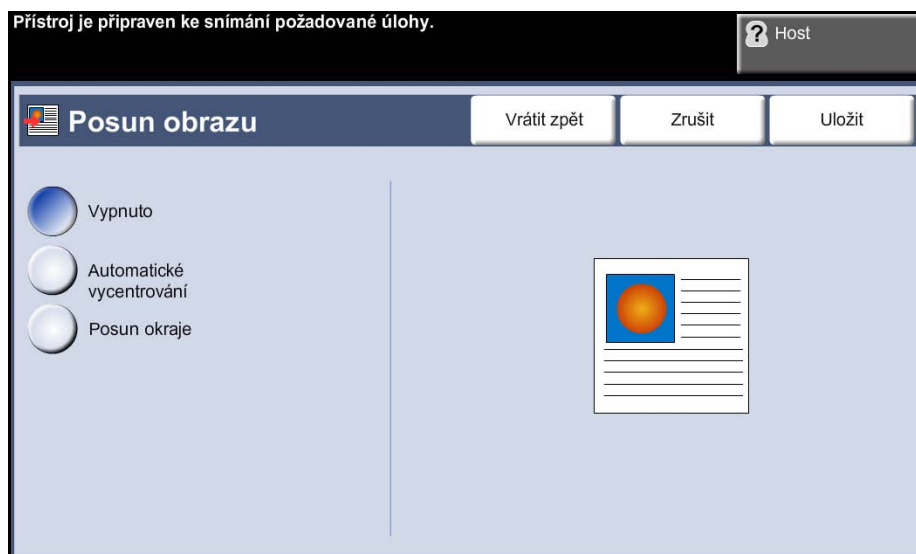 Přístroj je připraven ke snímání požadované úlohy.
? Host
Posun obrazu
Vrátit zpět
Zrušit
Uložit
Vypnuto
Automatické
vycentrování
Posun okraje